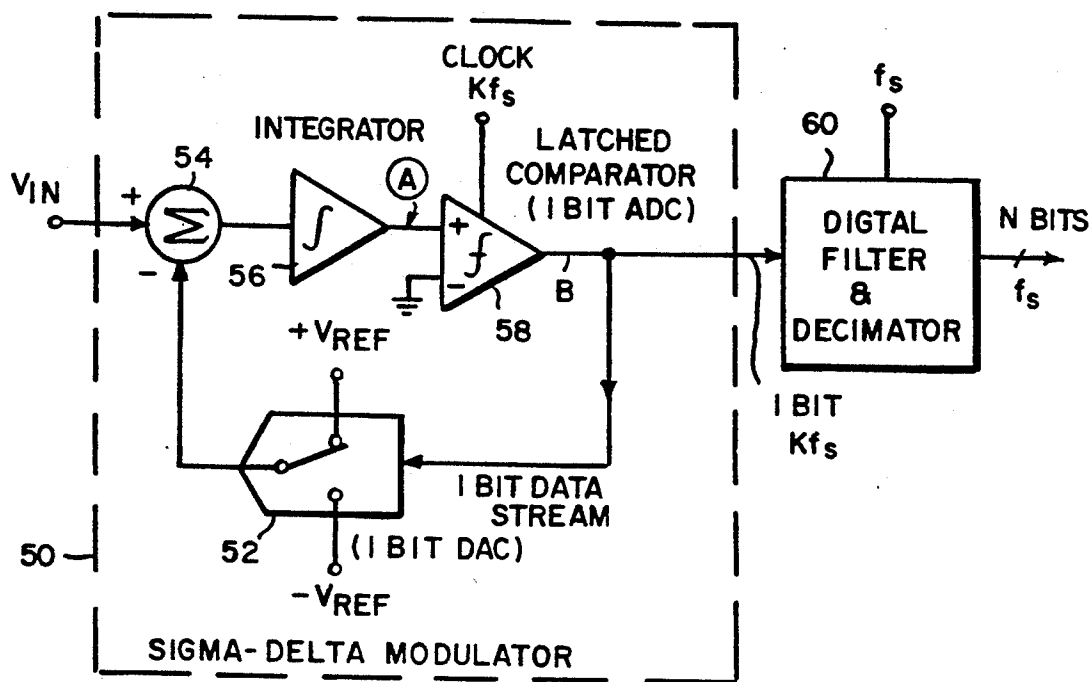 CLOCK
Kfs
fs
INTEGRATOR
A
LATCHED
COMPARATOR
(1 BIT ADC)
60
54
VIN
+
-
Σ
∫
56
+
-
∫
58
B
DIGTAL
FILTER
&
DECIMATOR
N BITS
fs
+VREF
1 BIT
Kfs
1 BIT DATA
STREAM
52
(1 BIT DAC)
50
-VREF
SIGMA-DELTA MODULATOR